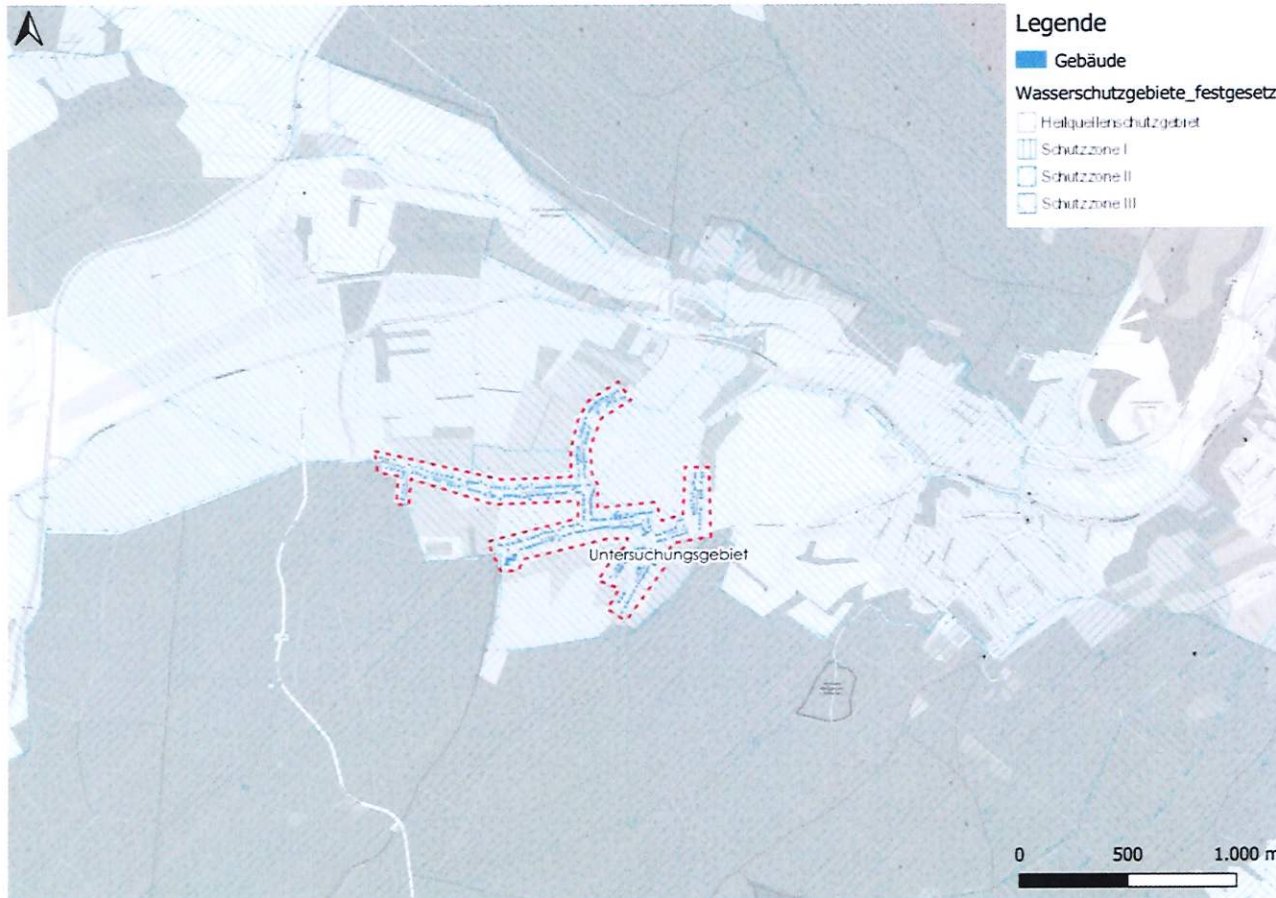 Legende
Gebäude
Wasserschutzgebiete_festgesetz
Heilquellenschutzgebiet
Schutzzone I
Schutzzone II
Schutzzone III
Untersuchungsgebiet
0 500 1.000 m